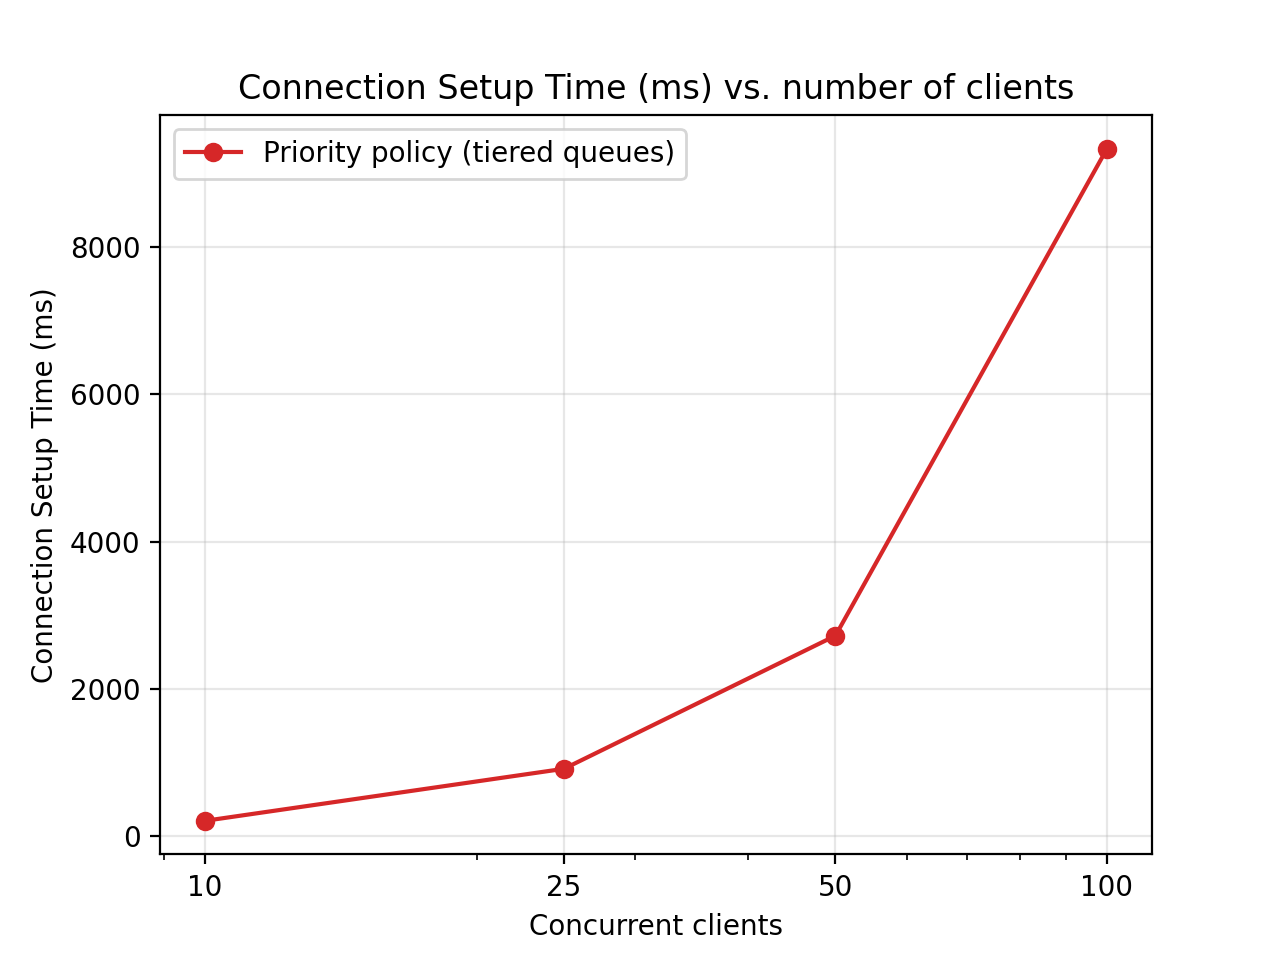 Connection Setup Time (ms) vs. number of clients
Priority policy (tiered queues)
Connection Setup Time (ms)
8000
6000
4000
2000
0
10 25 50 100
Concurrent clients